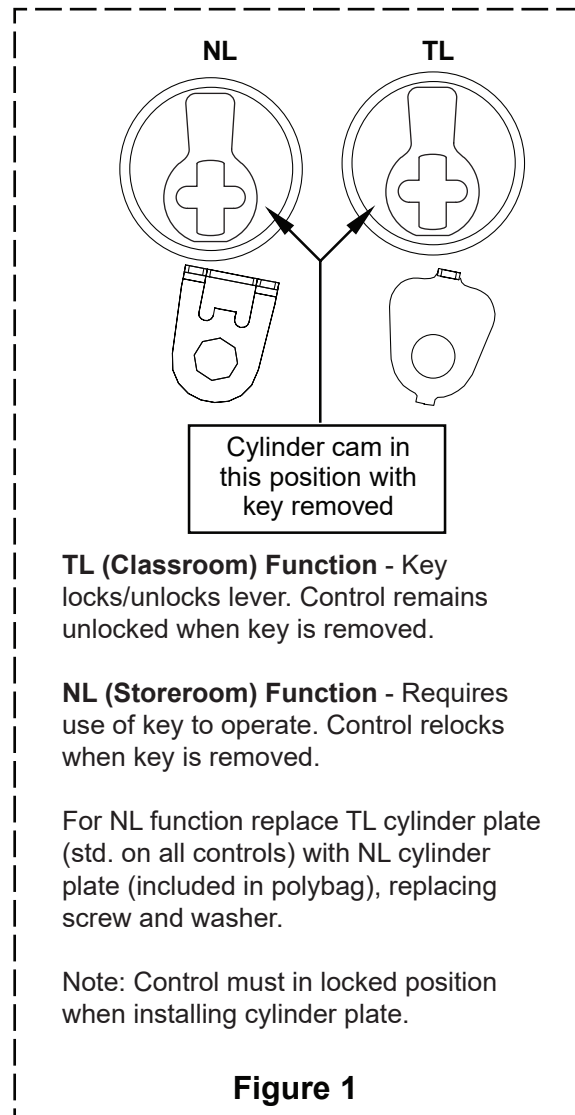 NL TL
Cylinder cam in
this position with
key removed
TL (Classroom) Function - Key
locks/unlocks lever. Control remains
unlocked when key is removed.
NL (Storeroom) Function - Requires
use of key to operate. Control relocks
when key is removed.
For NL function replace TL cylinder plate
(std. on all controls) with NL cylinder
plate (included in polybag), replacing
screw and washer.
Note: Control must in locked position
when installing cylinder plate.
Figure 1